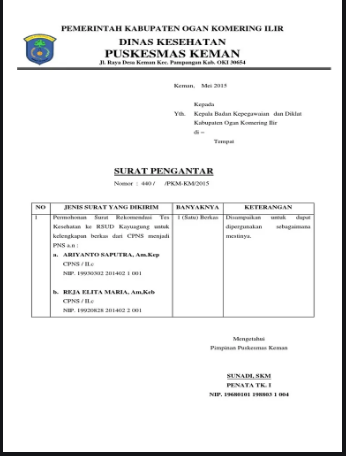 PEMERINTAH KABUPATEN OGAN KOMERING ILIR
DINAS KESEHATAN
PUSKESMAS KEMAN
Jl. Raya Desa Keman Kec. Pampangan Kab. OKI 30654
Keman, Mei 2015
Kepada
Yth. Kepala Badan Kepegawaian dan Diklat
Kabupaten Ogan Komering Ilir
di –
Tempat
SURAT PENGANTAR
Nomor : 440 / /PKM-KM/2015
NO JENIS SURAT YANG DIKIRIM BANYAKNYA KETERANGAN
1 Permohonan Surat Rekomendasi Tes 1 (Satu) Berkas Disampaikan untuk dapat
Kesehatan ke RSUD Kayuagung untuk dipergunakan sebagaimana
kelengkapan berkas dari CPNS menjadi mestinya.
PNS a.n :
a. ARIYANTO SAPUTRA, Am.Kep
CPNS / II.c
NIP. 19930302 201402 1 001
b. REJA ELITA MARIA, Am,Keb
CPNS / II.c
NIP. 19920828 201402 2 001
Mengetahui
Pimpinan Puskesmas Keman
SUNADI, SKM
PENATA TK. I
NIP. 19680101 198803 1 004